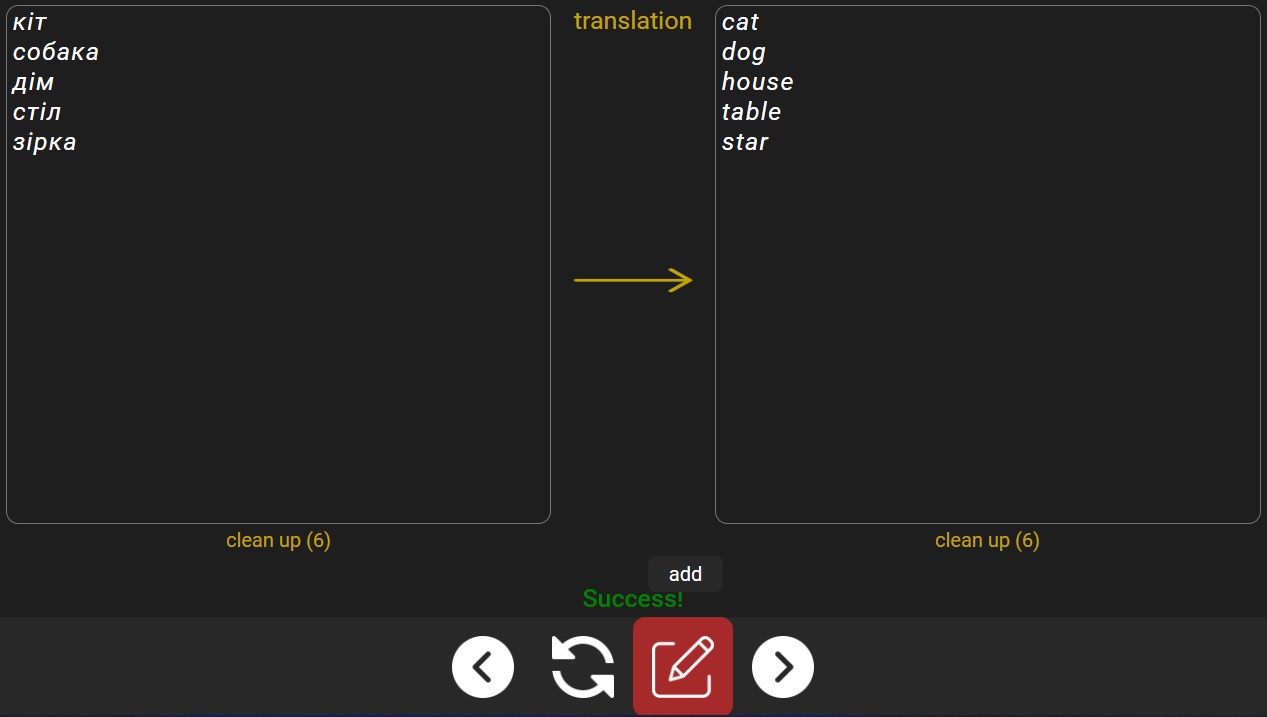 кіт
собака
дім
стіл
зірка
translation
cat
dog
house
table
star
clean up (6)
clean up (6)
add
Success!